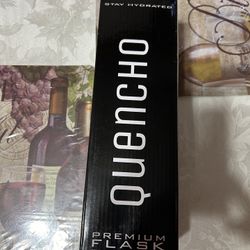 STAY HYDRATED
QUENCHO
PREMIUM
FLASK